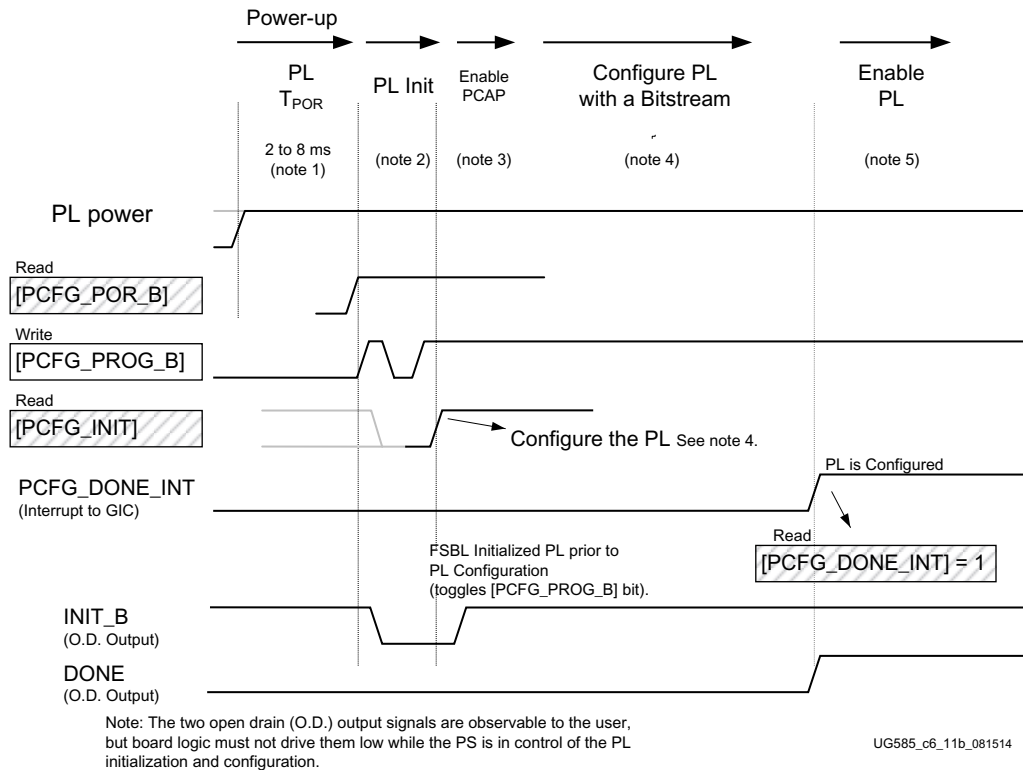 Power-up
PL
TPOR
PL Init
Enable
PCAP
Configure PL
with a Bitstream
Enable
PL
2 to 8 ms
(note 1)
(note 2)
(note 3)
(note 4)
(note 5)
PL power
Read
[PCFG_POR_B]
Write
[PCFG_PROG_B]
Read
[PCFG_INIT]
Configure the PL See note 4.
PL is Configured
PCFG_DONE_INT
(Interrupt to GIC)
Read
[PCFG_DONE_INT] = 1
FSBL Initialized PL prior to
PL Configuration
(toggles [PCFG_PROG_B] bit).
INIT_B
(O.D. Output)
DONE
(O.D. Output)
Note: The two open drain (O.D.) output signals are observable to the user,
but board logic must not drive them low while the PS is in control of the PL
initialization and configuration.
UG585_c6_11b_081514